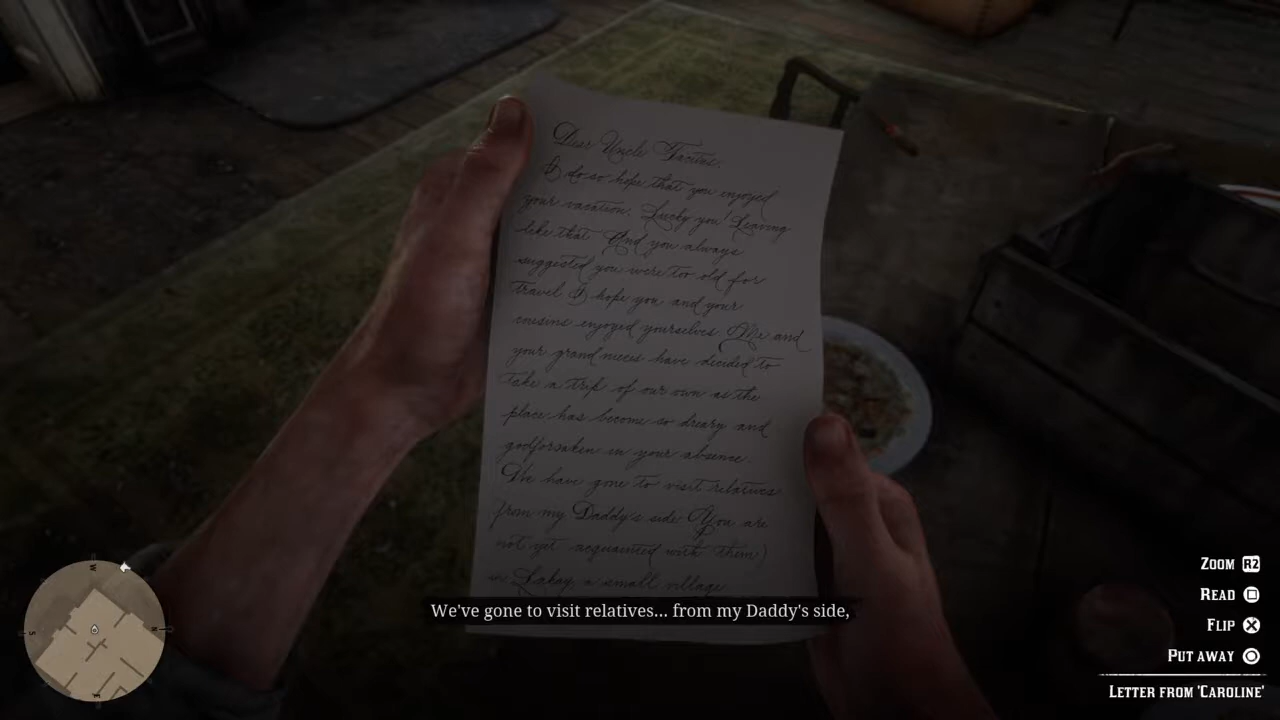 Dear Uncle Tacitus.
I do so hope that you enjoyed
your vacation. Lucky you! Leaving
like that. And you always
suggested you were too old for
travel. I hope you and your
cousins enjoyed yourselves. Me and
your grand nieces have decided to
take a trip of our own as the
place has become so dreary and
godforsaken in your absence.
We have gone to visit relatives
from my Daddy's side (You are
not yet acquainted with them)
in Lakay, a small village
We've gone to visit relatives... from my Daddy's side,
ZOOM R2
READ
FLIP
PUT AWAY
LETTER FROM 'CAROLINE'
W
S
N